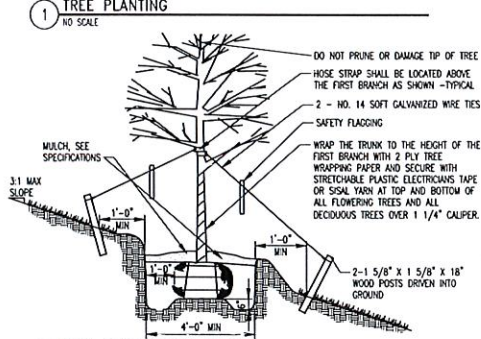 1 TREE PLANTING
NO SCALE
DO NOT PRUNE OR DAMAGE TIP OF TREE
HOSE STRAP SHALL BE LOCATED ABOVE
THE FIRST BRANCH AS SHOWN -TYPICAL
2 - NO. 14 SOFT GALVANIZED WIRE TIES
SAFETY FLAGGING
WRAP THE TRUNK TO THE HEIGHT OF THE
FIRST BRANCH WITH 2 PLY TREE
WRAPPING PAPER AND SECURE WITH
STRETCHABLE PLASTIC ELECTRICIANS TAPE
OR SISAL YARN AT TOP AND BOTTOM OF
ALL FLOWERING TREES AND ALL
DECIDUOUS TREES OVER 1 1/4" CALIPER.
MULCH, SEE
SPECIFICATIONS
3:1 MAX
SLOPE
1'-0"
MIN
1'-0"
MIN
1'-0"
MIN
2-1 5/8" X 1 5/8" X 18"
WOOD POSTS DRIVEN INTO
GROUND
6"
4'-0" MIN